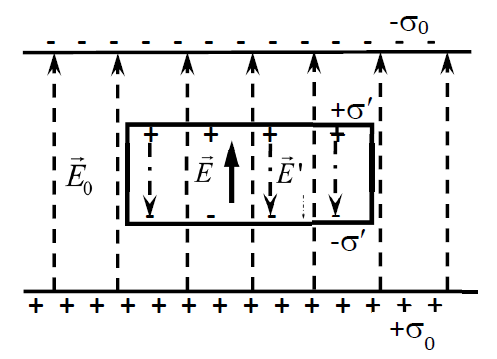 - - - - - - - - - - - - -
-σ₀
+σ'
+ + + +
E⃗₀ E⃗ E⃗'
- - - -
-σ'
+ + + + + + + + + + + + + +
+σ₀